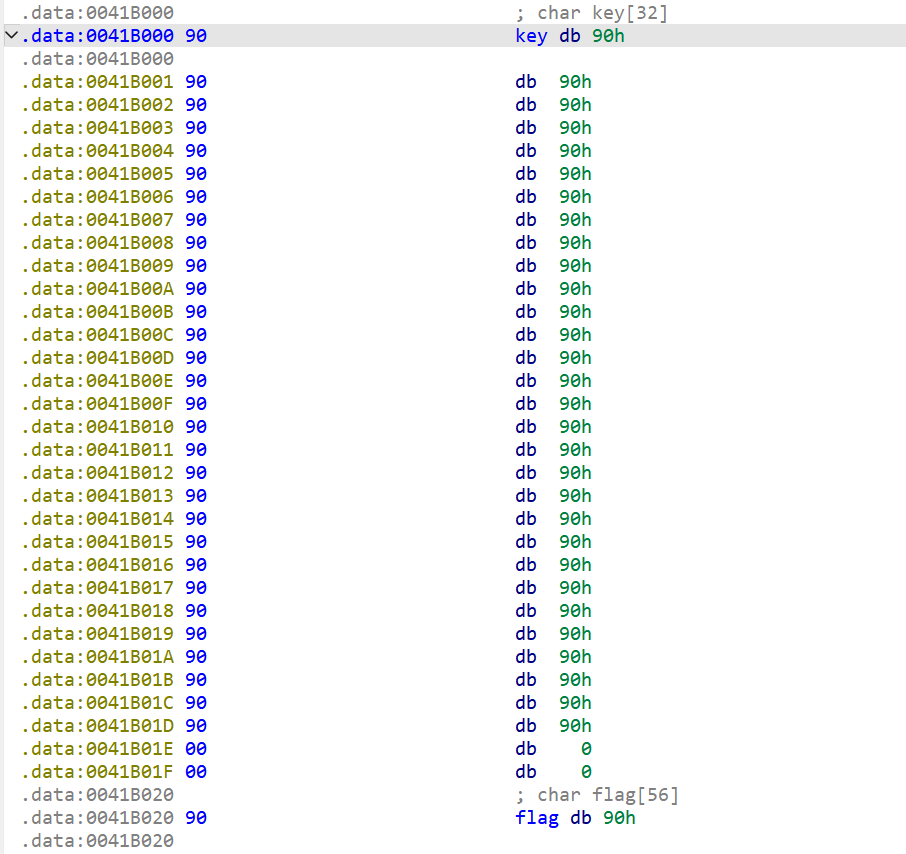 .data:0041B000 ; char key[32]
.data:0041B000 90 key db 90h
.data:0041B000
.data:0041B001 90 db 90h
.data:0041B002 90 db 90h
.data:0041B003 90 db 90h
.data:0041B004 90 db 90h
.data:0041B005 90 db 90h
.data:0041B006 90 db 90h
.data:0041B007 90 db 90h
.data:0041B008 90 db 90h
.data:0041B009 90 db 90h
.data:0041B00A 90 db 90h
.data:0041B00B 90 db 90h
.data:0041B00C 90 db 90h
.data:0041B00D 90 db 90h
.data:0041B00E 90 db 90h
.data:0041B00F 90 db 90h
.data:0041B010 90 db 90h
.data:0041B011 90 db 90h
.data:0041B012 90 db 90h
.data:0041B013 90 db 90h
.data:0041B014 90 db 90h
.data:0041B015 90 db 90h
.data:0041B016 90 db 90h
.data:0041B017 90 db 90h
.data:0041B018 90 db 90h
.data:0041B019 90 db 90h
.data:0041B01A 90 db 90h
.data:0041B01B 90 db 90h
.data:0041B01C 90 db 90h
.data:0041B01D 90 db 90h
.data:0041B01E 00 db 0
.data:0041B01F 00 db 0
.data:0041B020 ; char flag[56]
.data:0041B020 90 flag db 90h
.data:0041B020